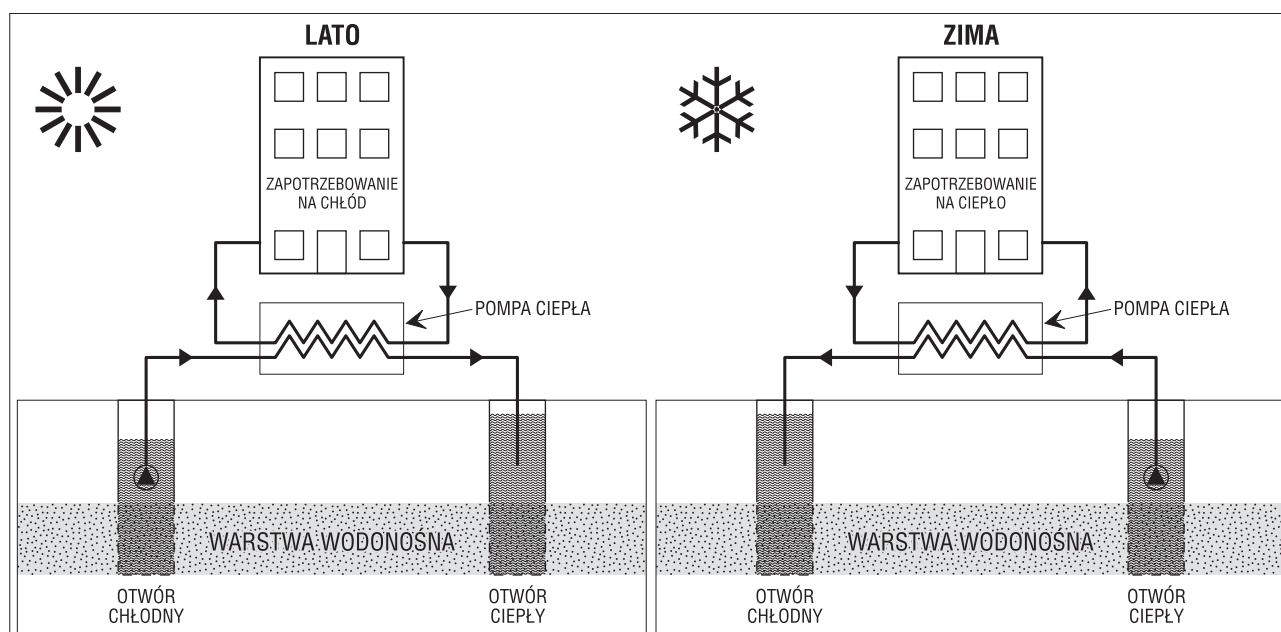 LATO
ZAPOTRZEBOWANIE
NA CHŁÓD
POMPA CIEPŁA
WARSTWA WODONOŚNA
OTWÓR
CHŁODNY
OTWÓR
CIEPŁY
ZIMA
ZAPOTRZEBOWANIE
NA CIEPŁO
POMPA CIEPŁA
WARSTWA WODONOŚNA
OTWÓR
CHŁODNY
OTWÓR
CIEPŁY